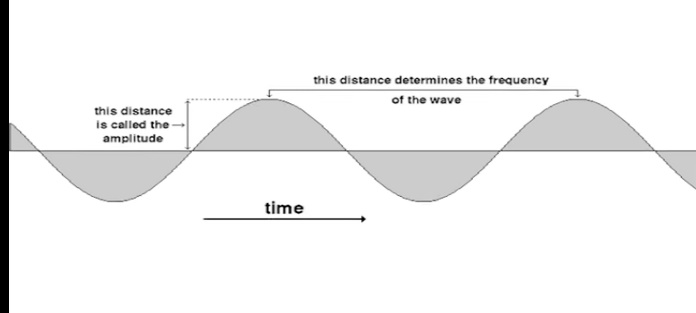 this distance determines the frequency
of the wave
this distance
is called the
amplitude
time